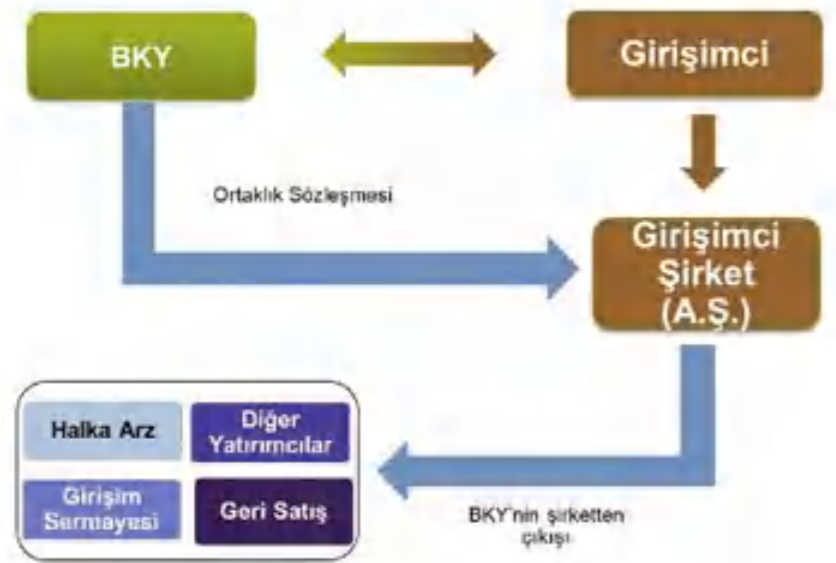 BKY
Girişimci
Ortaklık Sözleşmesi
Girişimci
Şirket
(A.Ş.)
Halka Arz
Diğer
Yatırımcılar
Girişim
Sermayesi
Geri Satış
BKY'nin şirketten
çıkışı